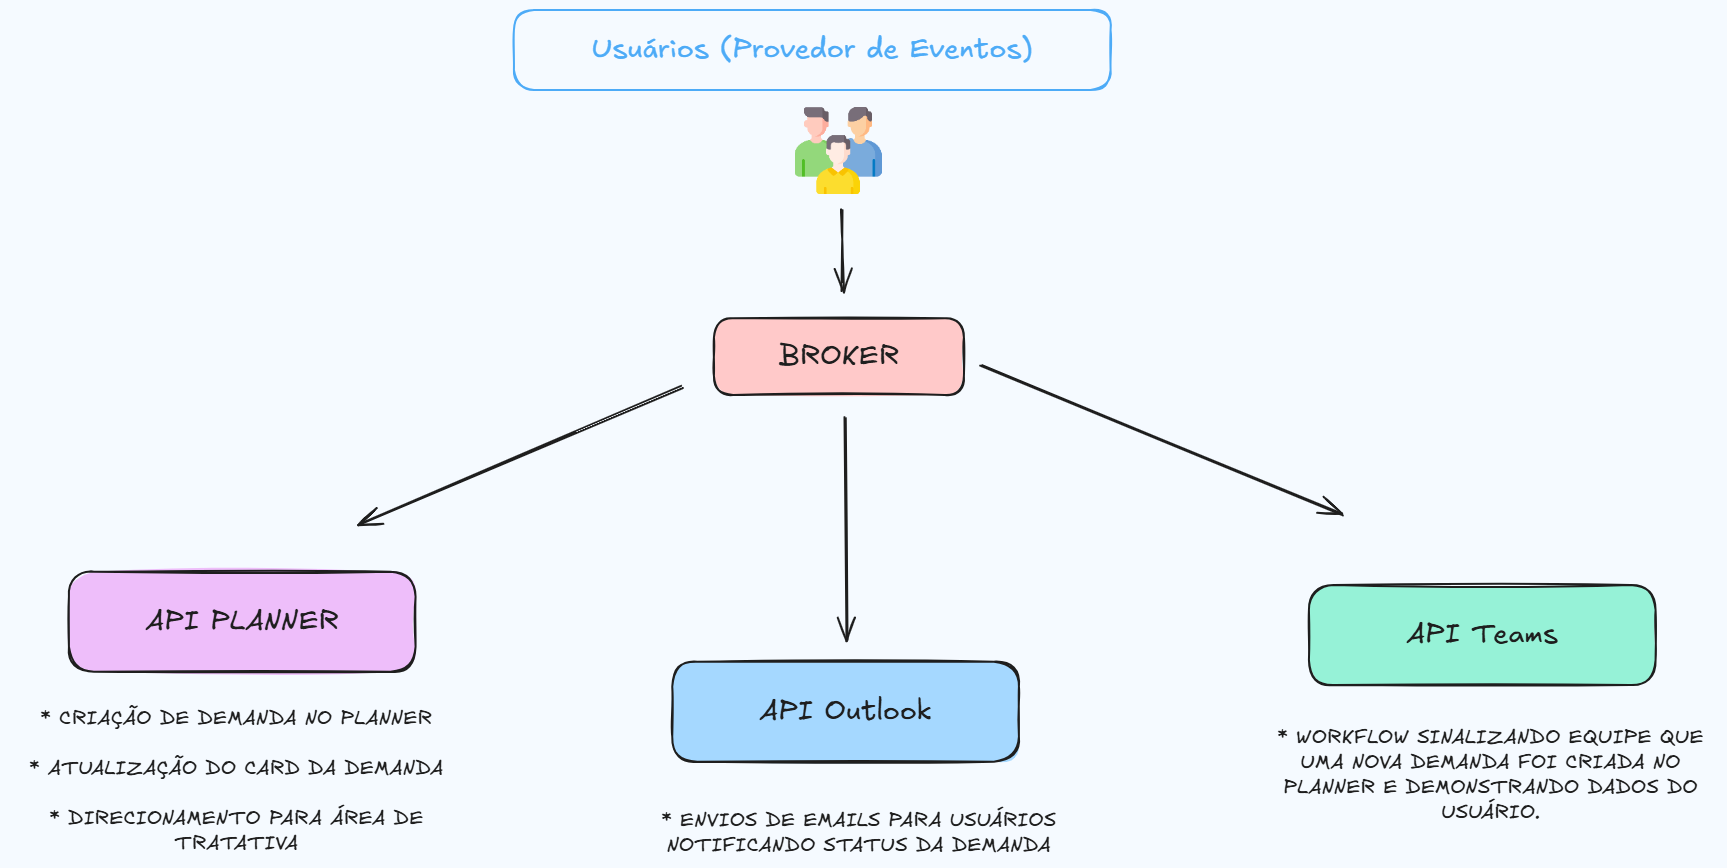 Usuários (Provedor de Eventos)
BROKER
API PLANNER
* CRIAÇÃO DE DEMANDA NO PLANNER
* ATUALIZAÇÃO DO CARD DA DEMANDA
* DIRECIONAMENTO PARA ÁREA DE
TRATATIVA
API Outlook
* ENVIOS DE EMAILS PARA USUÁRIOS
NOTIFICANDO STATUS DA DEMANDA
API Teams
* WORKFLOW SINALIZANDO EQUIPE QUE
UMA NOVA DEMANDA FOI CRIADA NO
PLANNER E DEMONSTRANDO DADOS DO
USUÁRIO.